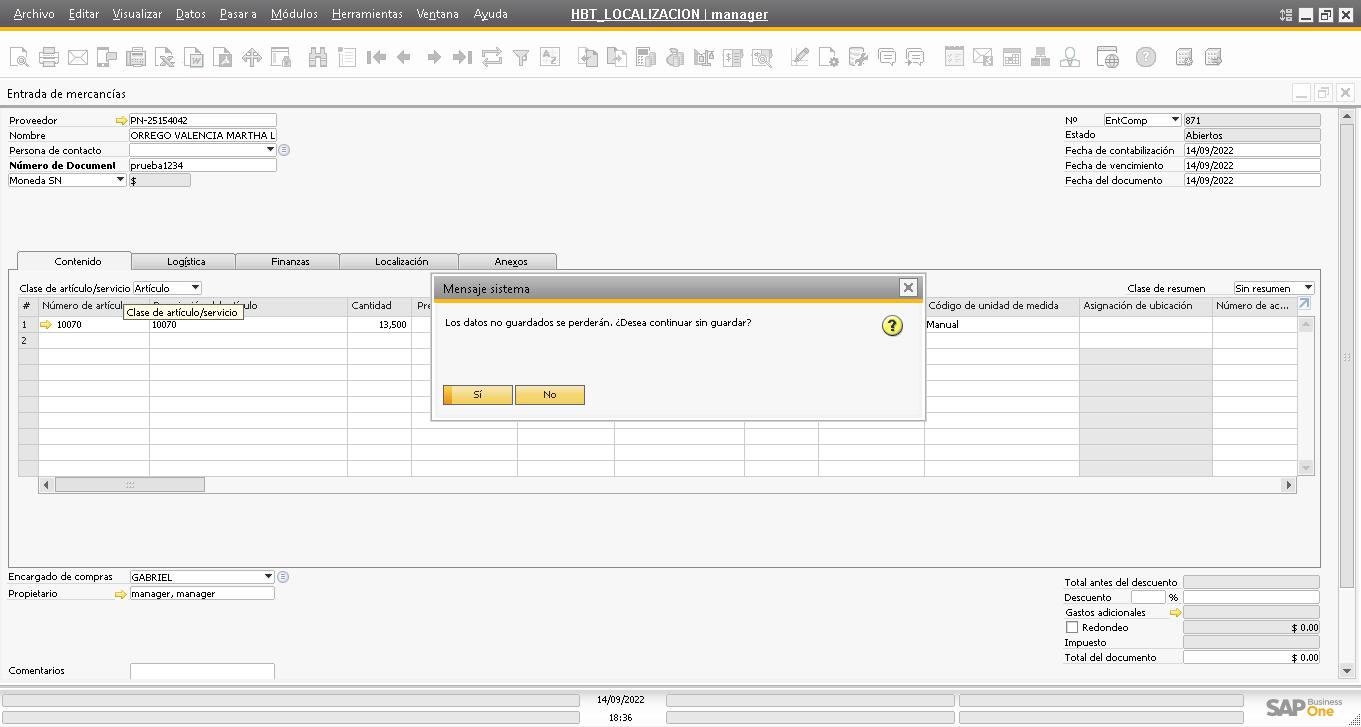 Archivo Editar Visualizar Datos Pasar a Módulos Herramientas Ventana Ayuda HBT_LOCALIZACION | manager
Entrada de mercancías
Proveedor PN-25154042 Nº EntComp 871
Nombre ORREGO VALENCIA MARTHA L Estado Abiertos
Persona de contacto Fecha de contabilización 14/09/2022
Número de Document prueba1234 Fecha de vencimiento 14/09/2022
Moneda SN $ Fecha del documento 14/09/2022
Contenido Logística Finanzas Localización Anexos
Mensaje sistema
Clase de artículo/servicio Artículo Clase de resumen Sin resumen
# Número de artículo Cantidad Pre Código de unidad de medida Asignación de ubicación Número de ac...
Clase de artículo/servicio
Los datos no guardados se perderán. ¿Desea continuar sin guardar?
1 10070 10070 13,500 Manual
2
Sí No
Encargado de compras GABRIEL
Propietario manager, manager
Total antes del descuento
Descuento %
Gastos adicionales
Redondeo $ 0.00
Impuesto
Total del documento $ 0.00
Comentarios
14/09/2022
18:36
SAP Business One